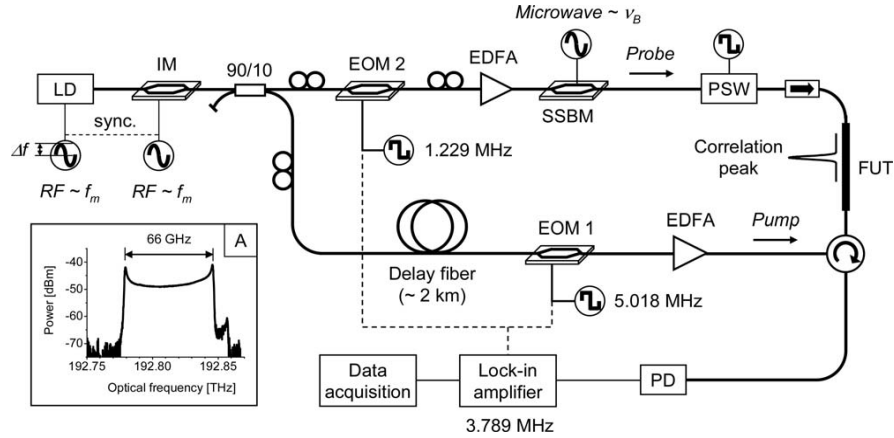 Microwave ~ νB
IM
90/10
EOM 2
EDFA
Probe
LD
PSW
SSBM
sync.
Δf
1.229 MHz
Correlation
peak
FUT
RF ~ fm
RF ~ fm
EOM 1
EDFA
Pump
A
66 GHz
-40
-50
-60
-70
Power [dBm]
192.75
192.80
192.85
Optical frequency [THz]
Delay fiber
(~ 2 km)
5.018 MHz
Data
acquisition
Lock-in
amplifier
PD
3.789 MHz